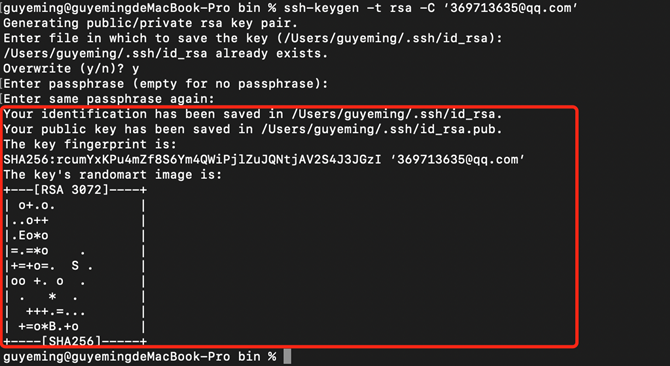 guyeming@guyemingdeMacBook-Pro bin % ssh-keygen -t rsa -C ‘369713635@qq.com’
Generating public/private rsa key pair.
Enter file in which to save the key (/Users/guyeming/.ssh/id_rsa):
/Users/guyeming/.ssh/id_rsa already exists.
Overwrite (y/n)? y
[Enter passphrase (empty for no passphrase):
[Enter same passphrase again:
Your identification has been saved in /Users/guyeming/.ssh/id_rsa.
Your public key has been saved in /Users/guyeming/.ssh/id_rsa.pub.
The key fingerprint is:
SHA256:rcumYxKPu4mZf8S6Ym4QWiPjlZuJQNtjAV2S4J3JGzI ‘369713635@qq.com’
The key's randomart image is:
+---[RSA 3072]----+
| o+.o.           |
|..o++            |
|.Eo*o            |
|=.=*o    .       |
|+=+o=.  S .      |
|oo +. o  .       |
| .   *  .        |
|  +++.=...       |
| +=o*B.+o        |
+----[SHA256]-----+
guyeming@guyemingdeMacBook-Pro bin %